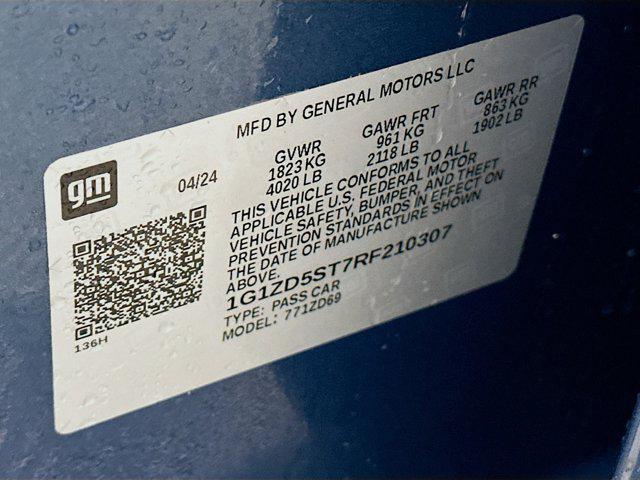 MFD BY GENERAL MOTORS LLC
gm
04/24
GVWR GAWR FRT GAWR RR
1823 KG 961 KG 863 KG
4020 LB 2118 LB 1902 LB
THIS VEHICLE CONFORMS TO ALL
APPLICABLE U.S. FEDERAL MOTOR
VEHICLE SAFETY, BUMPER, AND THEFT
PREVENTION STANDARDS IN EFFECT ON
THE DATE OF MANUFACTURE SHOWN
ABOVE.
1G1ZD5ST7RF210307
TYPE: PASS CAR
MODEL: 771ZD69
136H